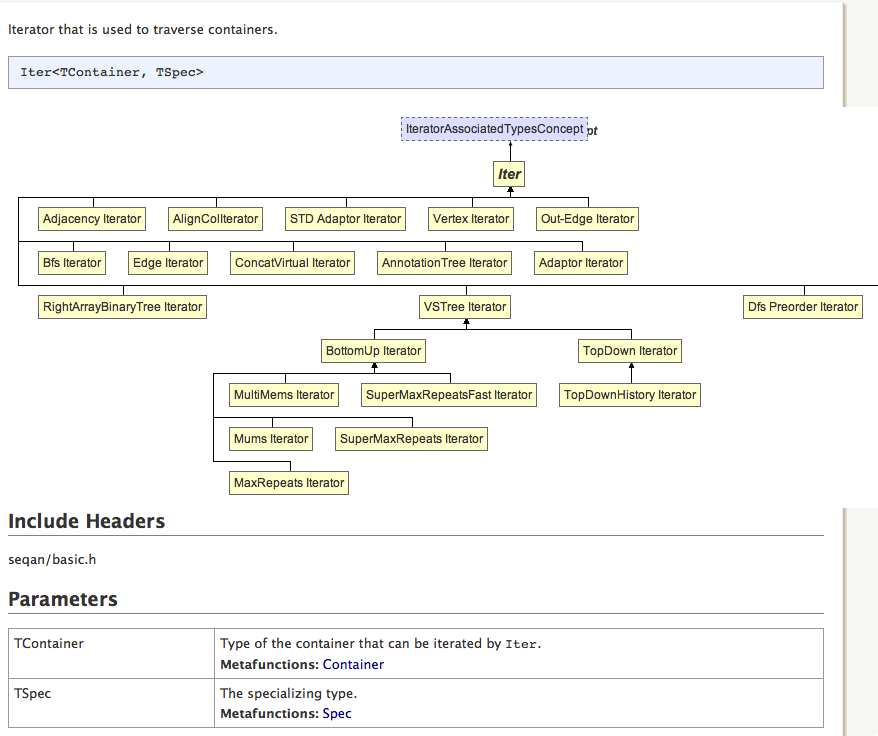 Iterator that is used to traverse containers.
Iter<TContainer, TSpec>
IteratorAssociatedTypesConcept pt
Iter
Adjacency Iterator AlignColIterator STD Adaptor Iterator Vertex Iterator Out-Edge Iterator
Bfs Iterator Edge Iterator ConcatVirtual Iterator AnnotationTree Iterator Adaptor Iterator
RightArrayBinaryTree Iterator VSTree Iterator Dfs Preorder Iterator
BottomUp Iterator TopDown Iterator
MultiMems Iterator SuperMaxRepeatsFast Iterator TopDownHistory Iterator
Mums Iterator SuperMaxRepeats Iterator
MaxRepeats Iterator
Include Headers
seqan/basic.h
Parameters
TContainer Type of the container that can be iterated by Iter.
Metafunctions: Container
TSpec The specializing type.
Metafunctions: Spec